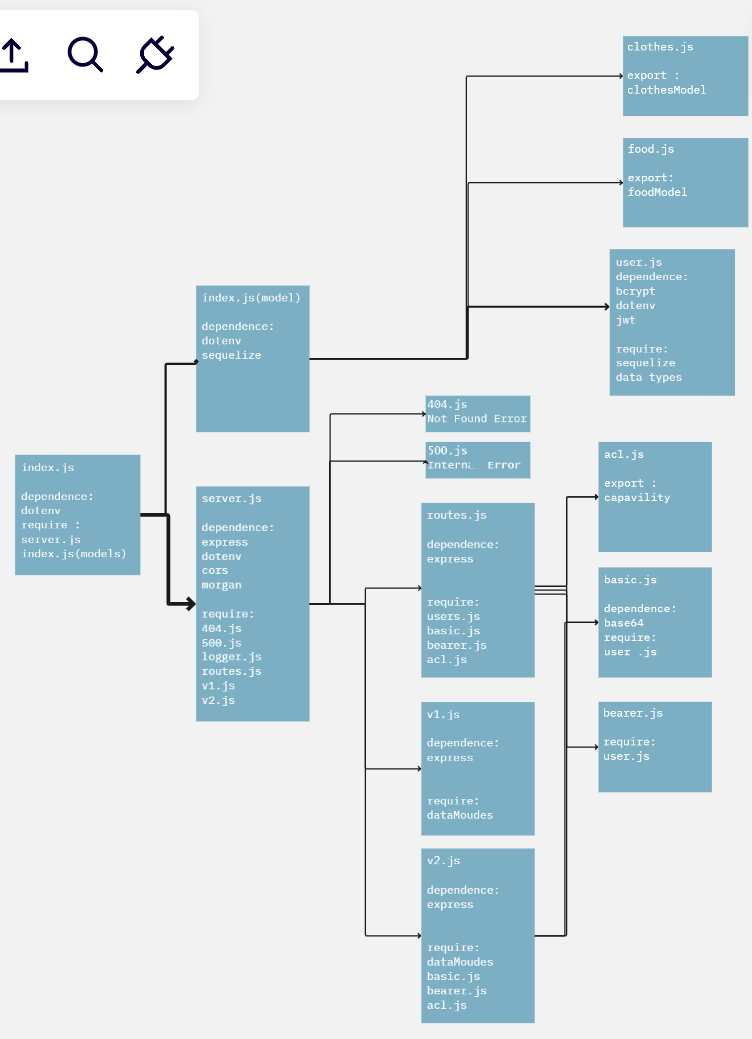 clothes.js
export :
clothesModel
food.js
export:
foodModel
user.js
dependence:
bcrypt
dotenv
jwt
require:
sequelize
data types
index.js(model)
dependence:
dotenv
sequelize
404.js
Not Found Error
500.js
Error
index.js
dependence:
dotenv
require :
server.js
index.js(models)
server.js
dependence:
express
dotenv
cors
morgan
require:
404.js
500.js
logger.js
routes.js
v1.js
v2.js
routes.js
dependence:
express
require:
users.js
basic.js
bearer.js
acl.js
acl.js
export :
capavility
basic.js
dependence:
base64
require:
user .js
bearer.js
require:
user.js
v1.js
dependence:
express
require:
dataMoudes
v2.js
dependence:
express
require:
dataMoudes
basic.js
bearer.js
acl.js